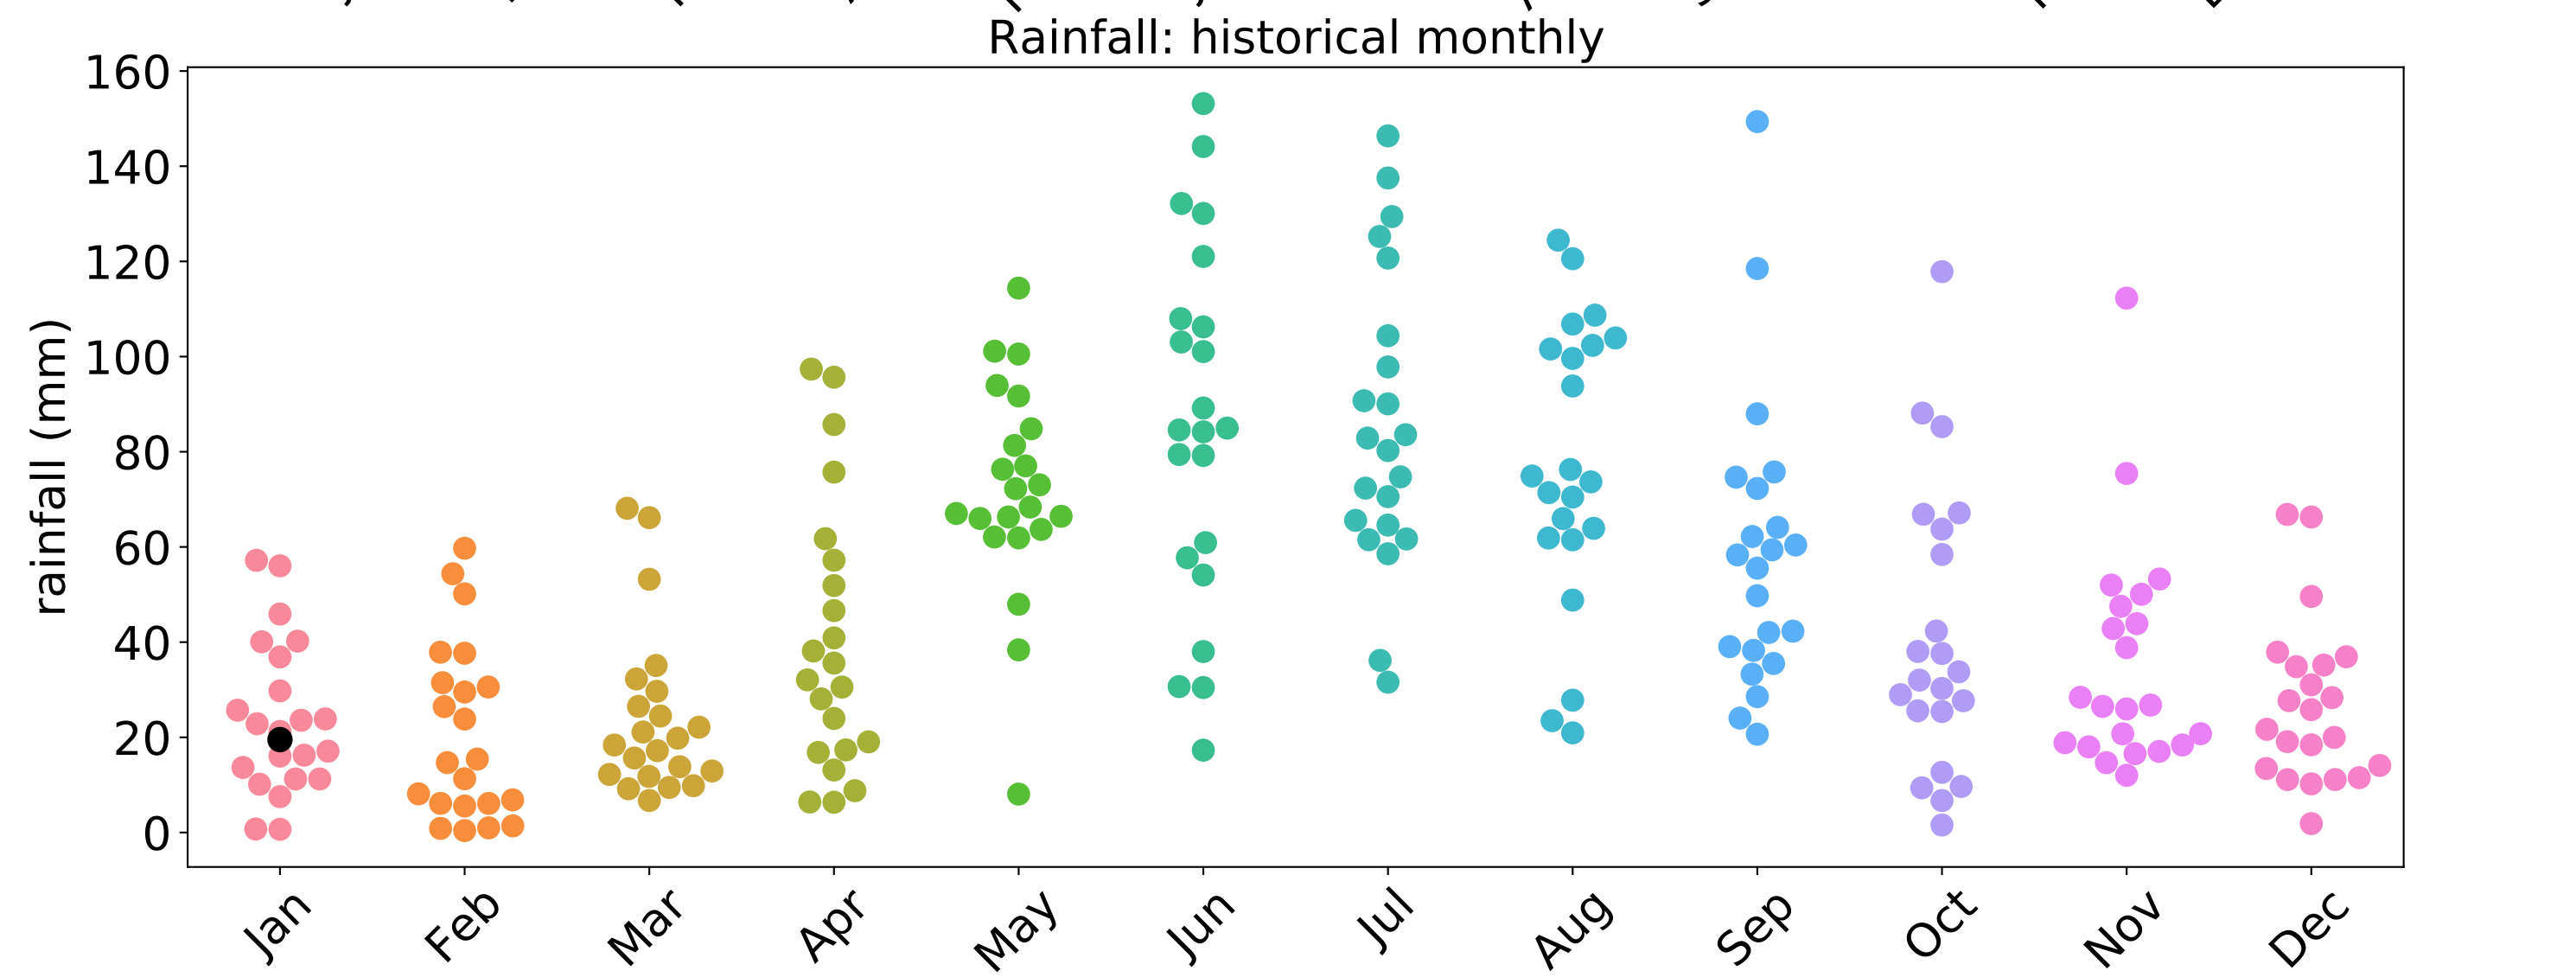 Rainfall: historical monthly
rainfall (mm)
160
140
120
100
80
60
40
20
0
Jan
Feb
Mar
Apr
May
Jun
Jul
Aug
Sep
Oct
Nov
Dec